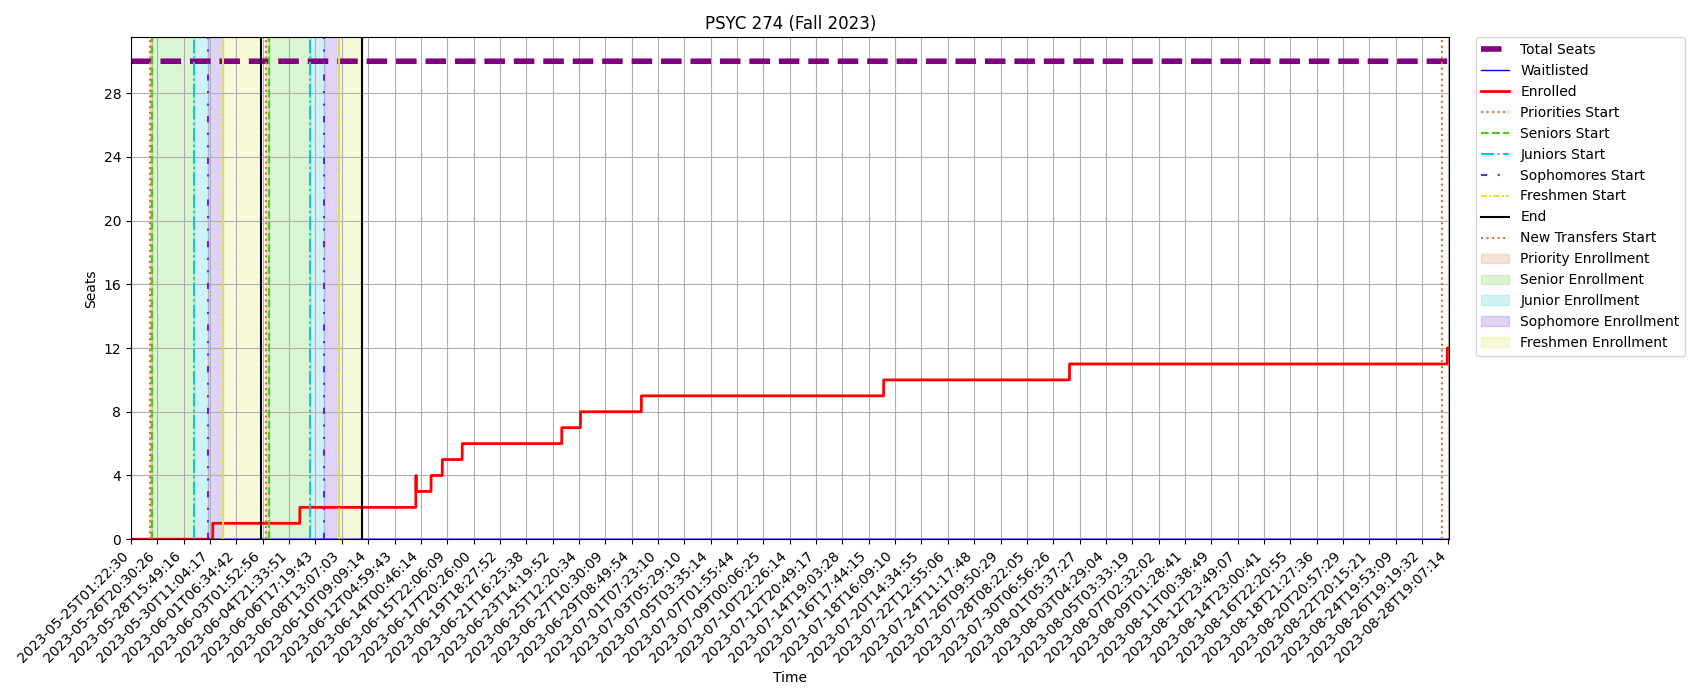 PSYC 274 (Fall 2023)
Seats
28
24
20
16
12
8
4
0
2023-05-25T01:22:30
2023-05-26T20:30:26
2023-05-28T15:49:16
2023-05-30T11:04:17
2023-06-01T06:34:42
2023-06-03T01:52:56
2023-06-04T21:33:51
2023-06-06T17:19:43
2023-06-08T13:07:03
2023-06-10T09:09:14
2023-06-12T04:59:43
2023-06-14T00:46:14
2023-06-15T22:06:09
2023-06-17T20:26:00
2023-06-19T18:27:52
2023-06-21T16:25:38
2023-06-23T14:19:52
2023-06-25T12:20:34
2023-06-27T10:30:09
2023-06-29T08:49:54
2023-07-01T07:23:10
2023-07-03T05:29:16
2023-07-05T03:35:14
2023-07-07T01:55:44
2023-07-09T00:06:25
2023-07-10T22:26:14
2023-07-12T20:49:17
2023-07-14T19:03:28
2023-07-16T17:44:15
2023-07-18T16:09:10
2023-07-20T14:34:55
2023-07-22T12:55:06
2023-07-24T11:17:48
2023-07-26T09:50:29
2023-07-28T08:22:05
2023-07-30T06:56:26
2023-08-01T05:37:27
2023-08-03T04:29:04
2023-08-05T03:33:19
2023-08-07T02:32:02
2023-08-09T01:28:41
2023-08-11T00:38:49
2023-08-12T23:49:07
2023-08-14T23:00:41
2023-08-16T22:20:55
2023-08-18T21:27:36
2023-08-20T20:57:29
2023-08-22T20:15:21
2023-08-24T19:53:09
2023-08-26T19:19:32
2023-08-28T19:07:14
Time
Total Seats
Waitlisted
Enrolled
Priorities Start
Seniors Start
Juniors Start
Sophomores Start
Freshmen Start
End
New Transfers Start
Priority Enrollment
Senior Enrollment
Junior Enrollment
Sophomore Enrollment
Freshmen Enrollment